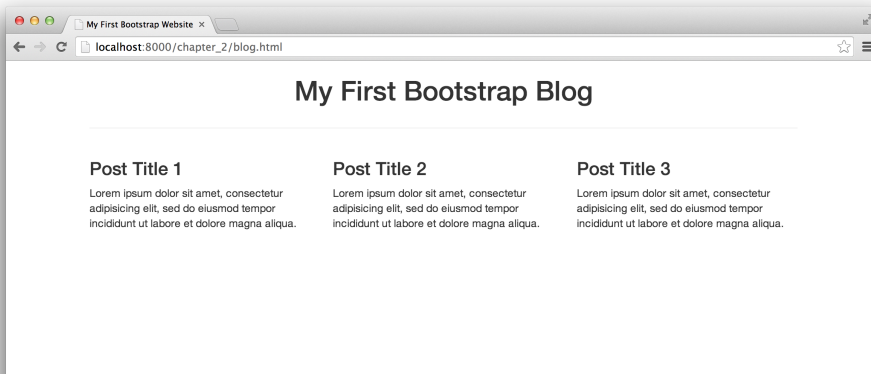 My First Bootstrap Website
localhost:8000/chapter_2/blog.html
My First Bootstrap Blog
Post Title 1
Lorem ipsum dolor sit amet, consectetur
adipisicing elit, sed do eiusmod tempor
incididunt ut labore et dolore magna aliqua.
Post Title 2
Lorem ipsum dolor sit amet, consectetur
adipisicing elit, sed do eiusmod tempor
incididunt ut labore et dolore magna aliqua.
Post Title 3
Lorem ipsum dolor sit amet, consectetur
adipisicing elit, sed do eiusmod tempor
incididunt ut labore et dolore magna aliqua.